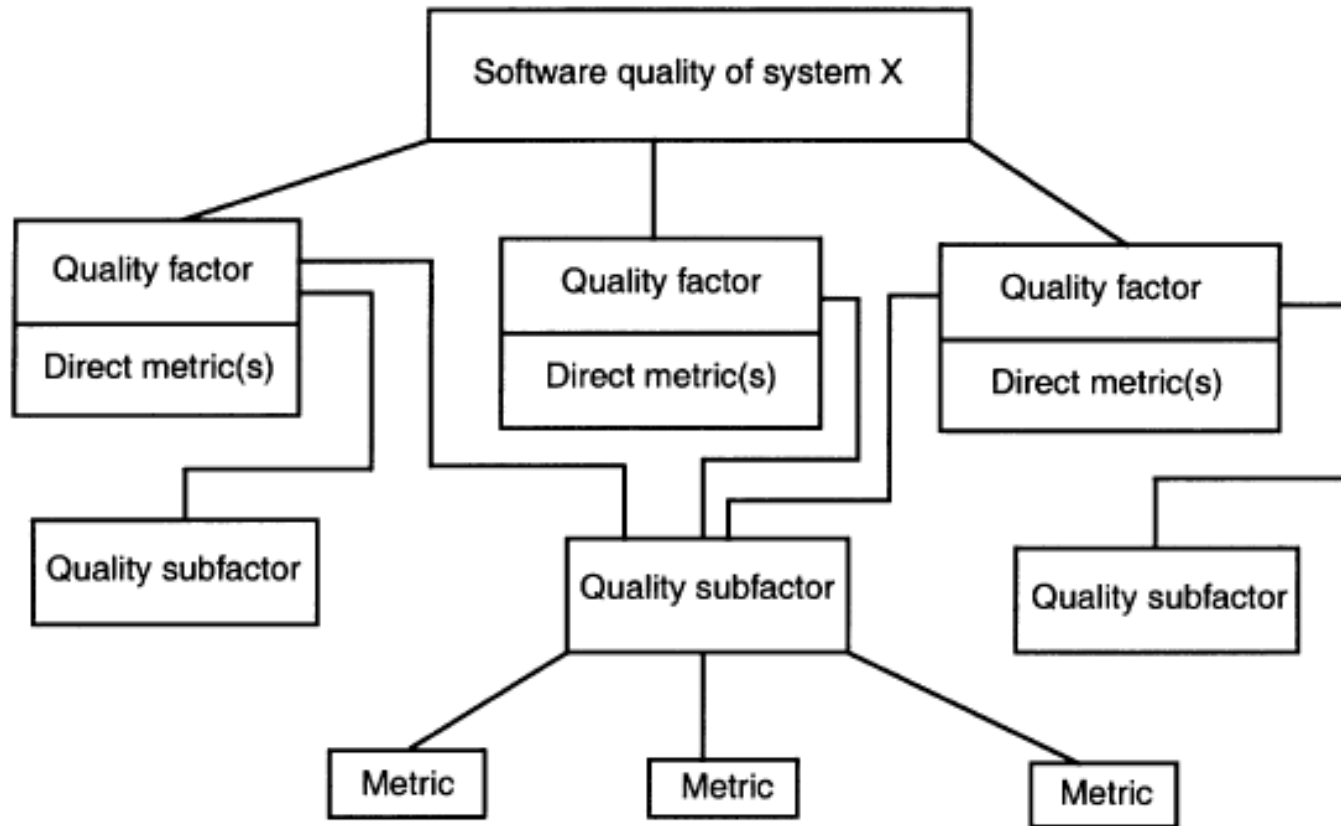 Software quality of system X
Quality factor
Direct metric(s)
Quality factor
Direct metric(s)
Quality factor
Direct metric(s)
Quality subfactor
Quality subfactor
Quality subfactor
Metric
Metric
Metric